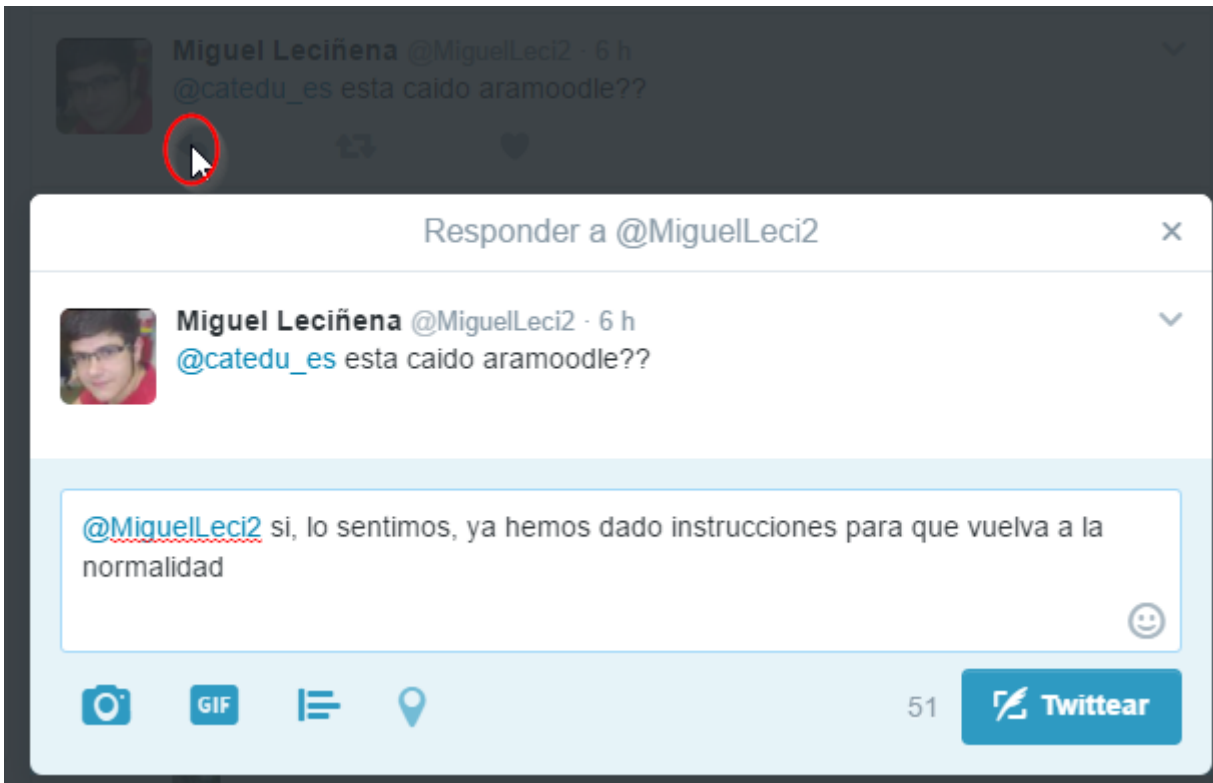 Miguel Leciñena @MiguelLeci2 · 6 h
@catedu_es esta caido aramoodle??
Responder a @MiguelLeci2
Miguel Leciñena @MiguelLeci2 · 6 h
@catedu_es esta caido aramoodle??
@MiguelLeci2 si, lo sentimos, ya hemos dado instrucciones para que vuelva a la
normalidad
GIF
51 Twittear